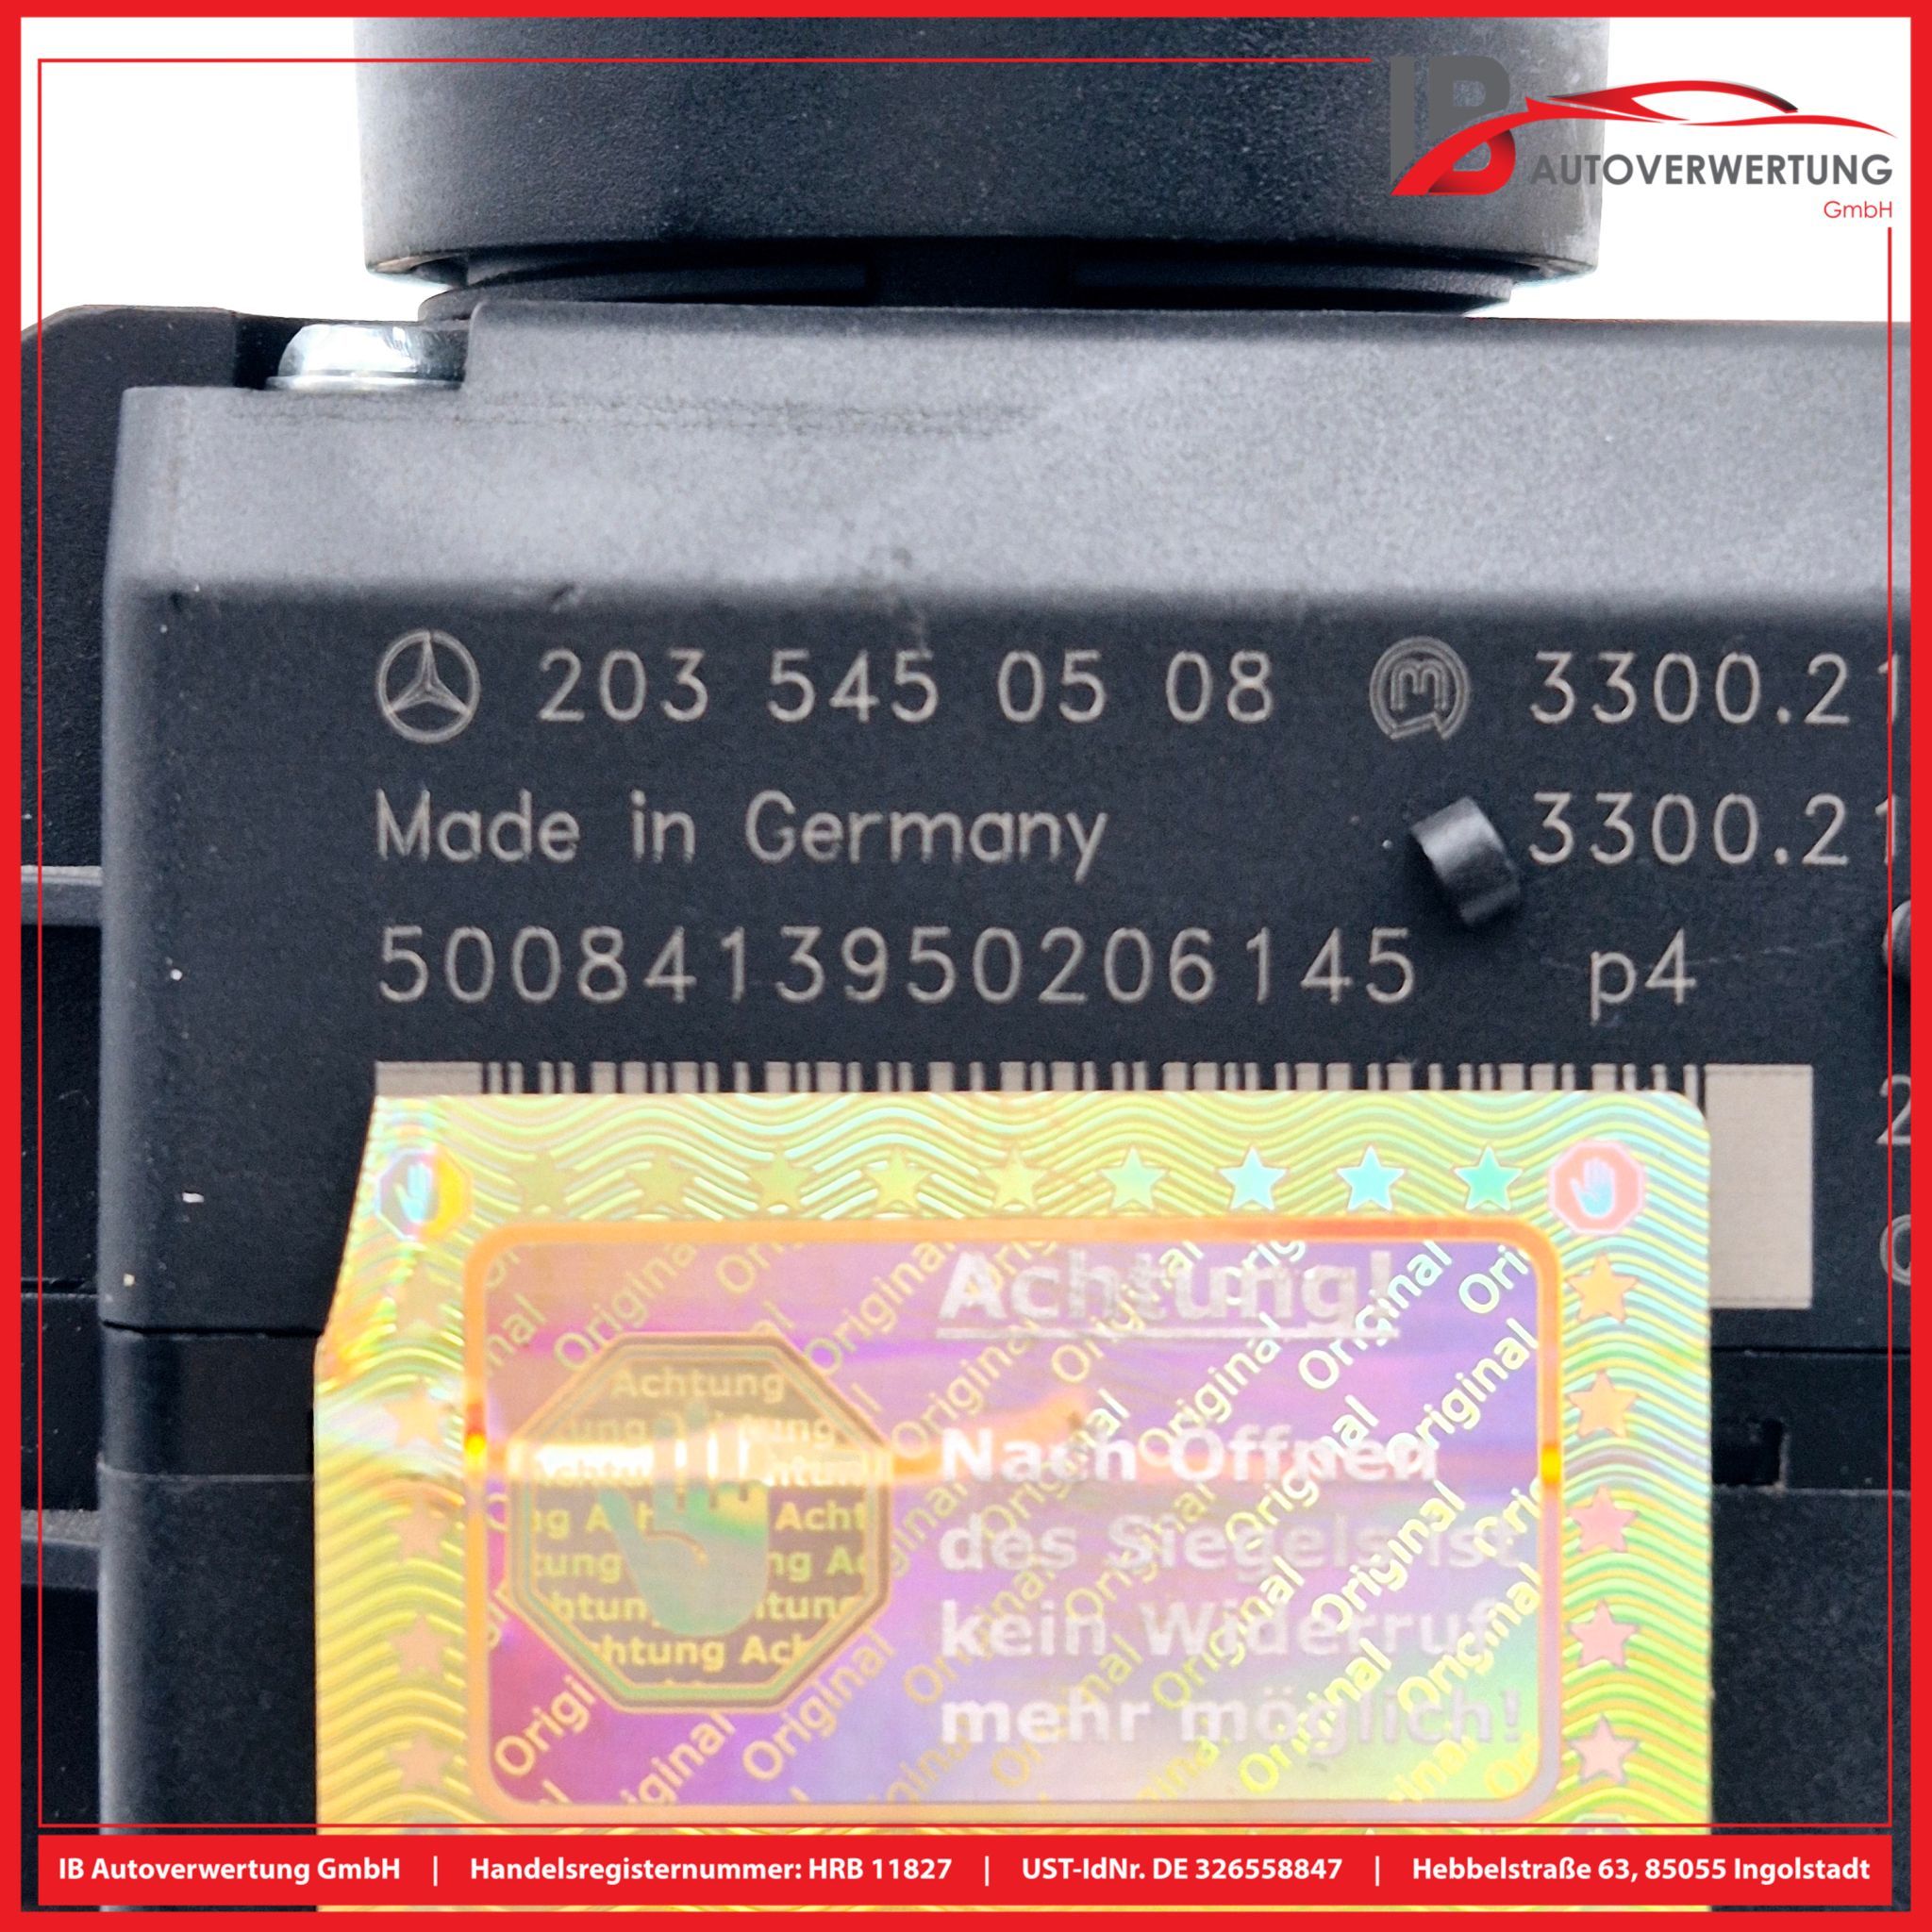 IB
AUTOVERWERTUNG
GmbH
203 545 05 08 3300.21
Made in Germany 3300.21
5008413950206145 p4
Achtung!
Nach Öffnen
des Siegels ist
kein Widerruf
mehr möglich!
Achtung
Original
IB Autoverwertung GmbH | Handelsregisternummer: HRB 11827 | UST-IdNr. DE 326558847 | Hebbelstraße 63, 85055 Ingolstadt